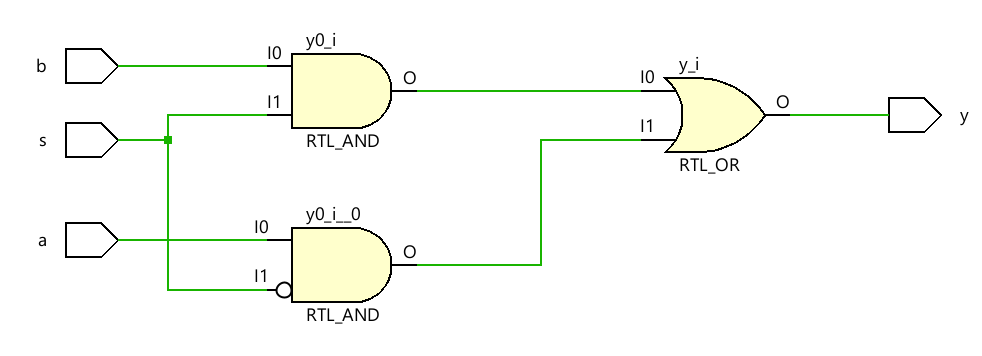 b
I0
y0_i
I1
O
RTL_AND
s
a
I0
y0_i__0
I1
O
RTL_AND
I0
y_i
I1
O
RTL_OR
y